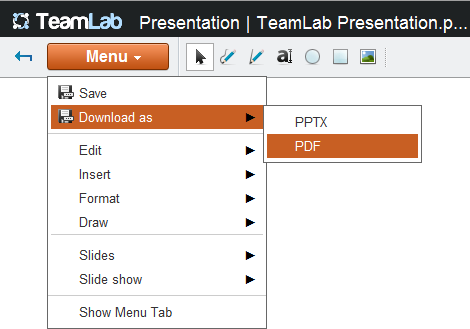 TeamLab Presentation | TeamLab Presentation.p...
Menu
a
Save
Download as
PPTX
PDF
Edit
Insert
Format
Draw
Slides
Slide show
Show Menu Tab